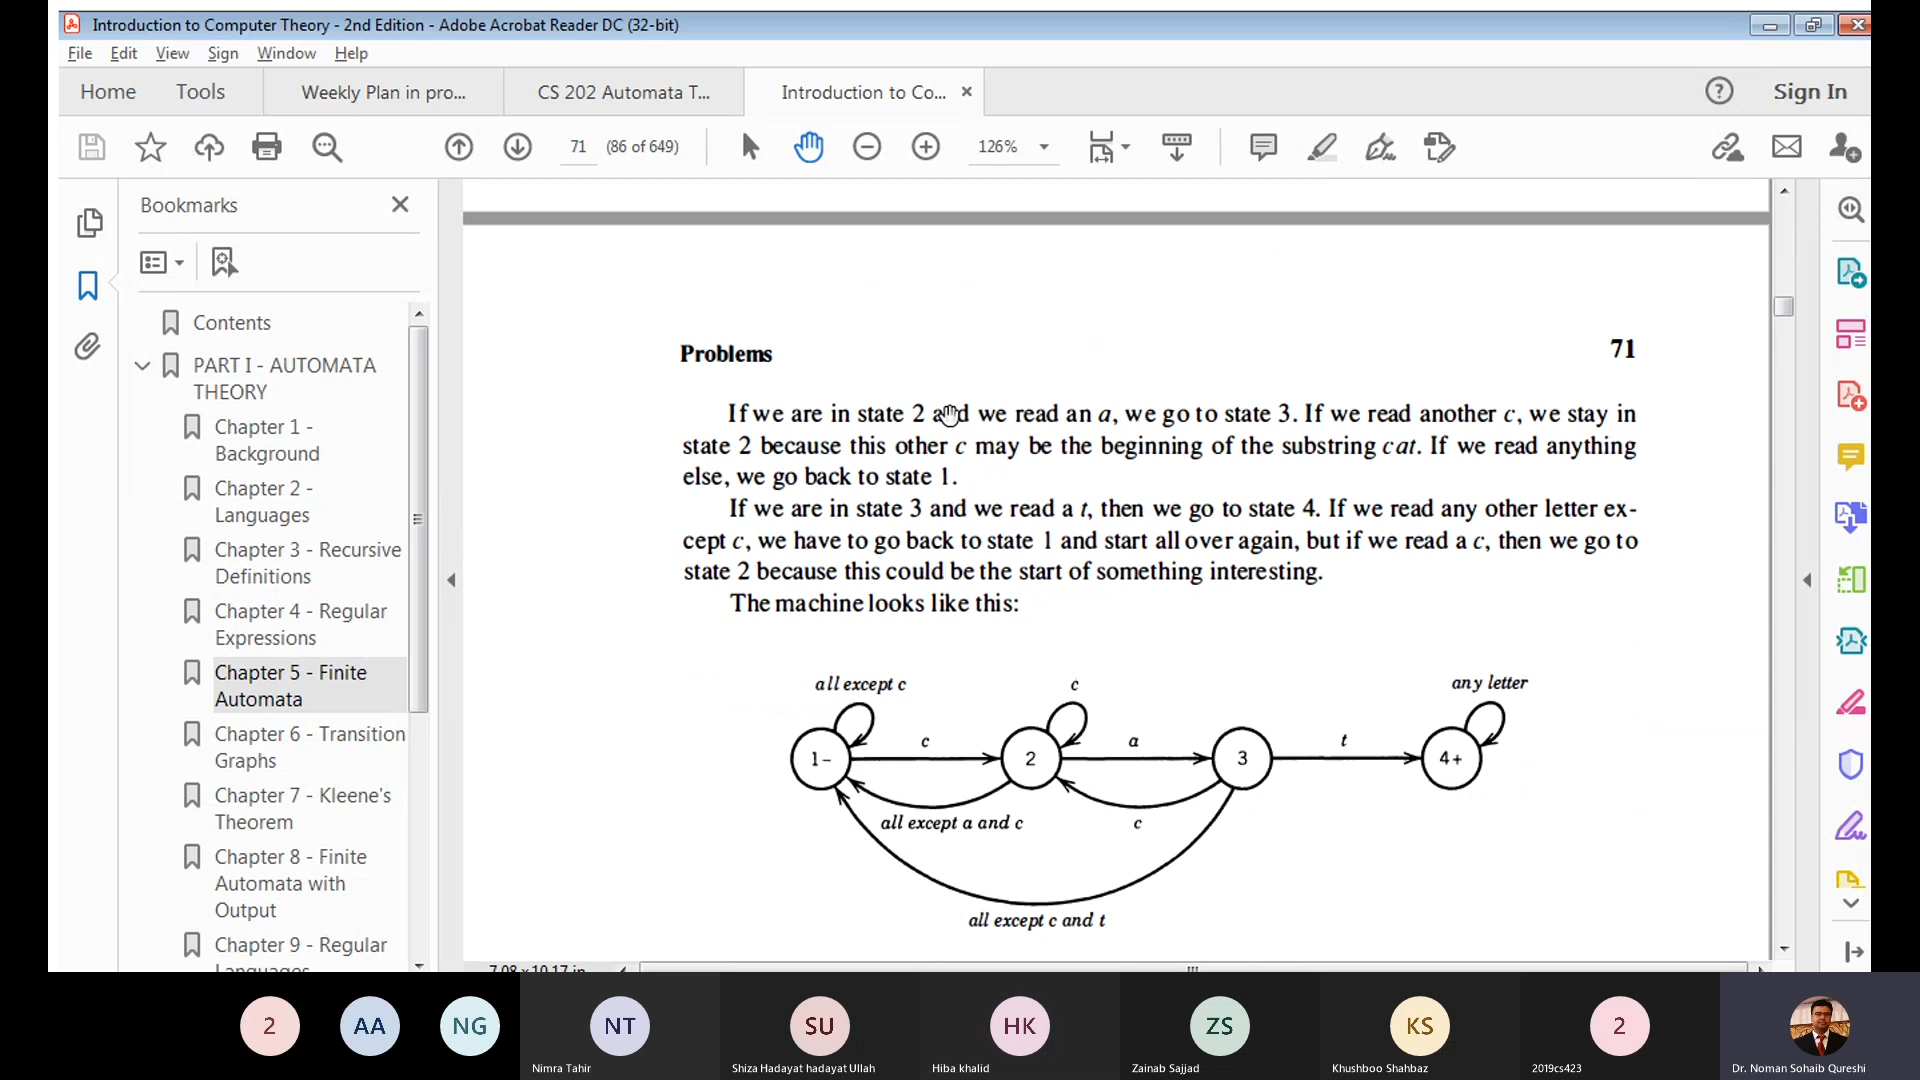 Introduction to Computer Theory - 2nd Edition - Adobe Acrobat Reader DC (32-bit)
File Edit View Sign Window Help
Home Tools Weekly Plan in pro... CS 202 Automata T... Introduction to Co... × Sign In
71 (86 of 649) 126%
Bookmarks
Contents
PART I - AUTOMATA
THEORY
Chapter 1 -
Background
Chapter 2 -
Languages
Chapter 3 - Recursive
Definitions
Chapter 4 - Regular
Expressions
Chapter 5 - Finite
Automata
Chapter 6 - Transition
Graphs
Chapter 7 - Kleene's
Theorem
Chapter 8 - Finite
Automata with
Output
Chapter 9 - Regular
Languages
Problems 71
If we are in state 2 and we read an a, we go to state 3. If we read another c, we stay in
state 2 because this other c may be the beginning of the substring cat. If we read anything
else, we go back to state 1.
If we are in state 3 and we read a t, then we go to state 4. If we read any other letter ex-
cept c, we have to go back to state 1 and start all over again, but if we read a c, then we go to
state 2 because this could be the start of something interesting.
The machine looks like this:
all except c c any letter
c a t
1- 2 3 4+
all except a and c c
all except c and t
7.08 x 10.17 in
2 AA NG NT SU HK ZS KS 2
Nimra Tahir Shiza Hadayat hadayat Ullah Hiba khalid Zainab Sajjad Khushboo Shahbaz 2019cs423 Dr. Noman Sohaib Qureshi